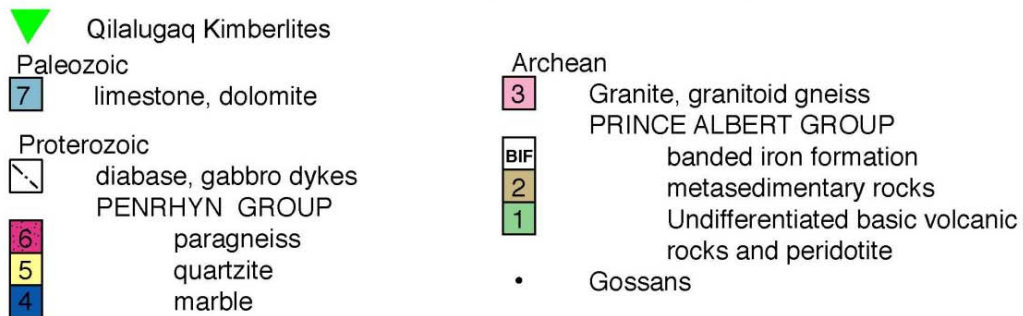 Qilalugaq Kimberlites
Paleozoic
7 limestone, dolomite
Proterozoic
diabase, gabbro dykes
PENRHYN GROUP
6 paragneiss
5 quartzite
4 marble
Archean
3 Granite, granitoid gneiss
PRINCE ALBERT GROUP
BIF banded iron formation
2 metasedimentary rocks
1 Undifferentiated basic volcanic
rocks and peridotite
• Gossans